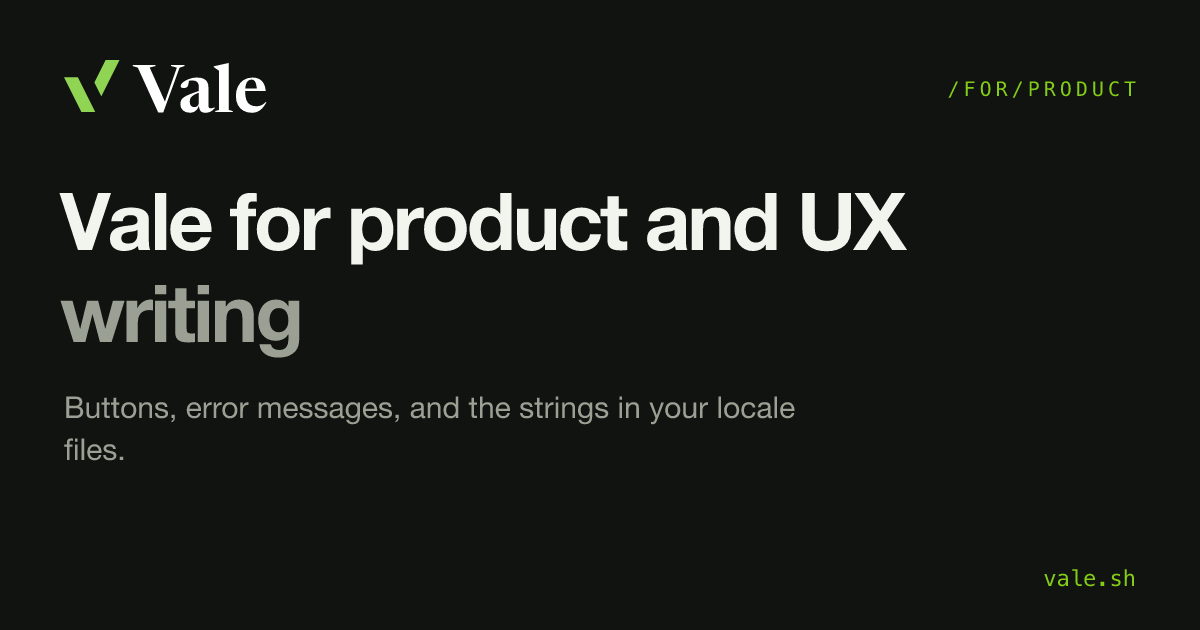 Vale
/FOR/PRODUCT
Vale for product and UX
writing
Buttons, error messages, and the strings in your locale
files.
vale.sh